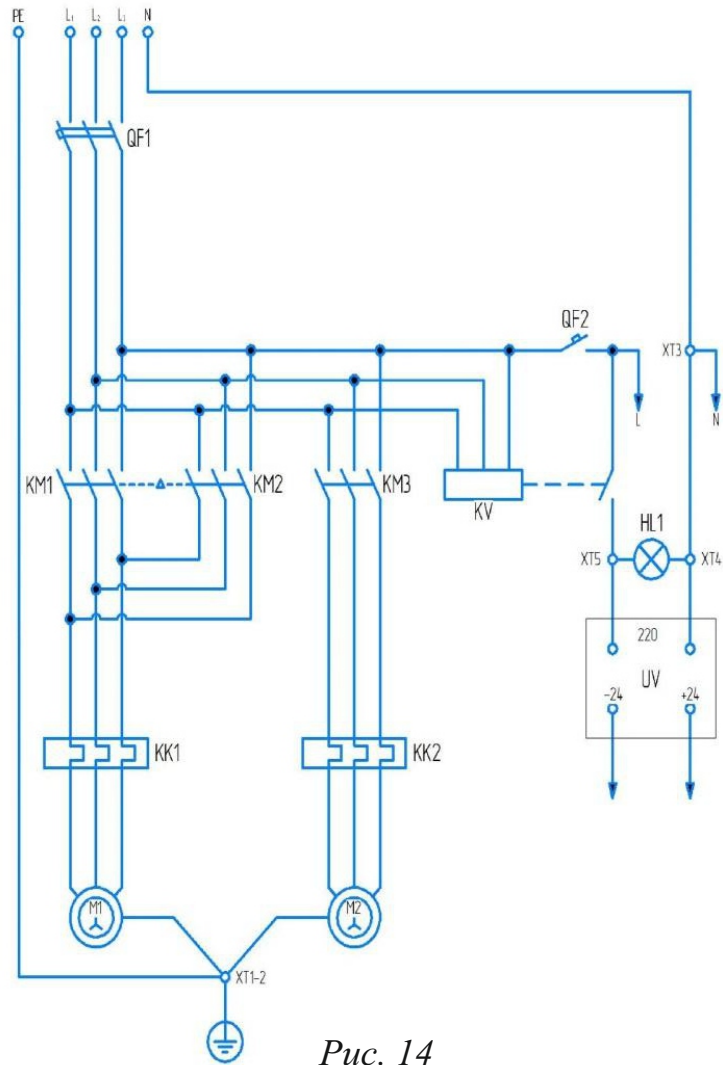 PE L₁ L₂ L₃ N
QF1
QF2
XT3
L N
KM1 KM2 KM3
KV
HL1
XT5 XT4
220
UV
-24 +24
KK1 KK2
M1 M2
XT1-2
Рис. 14